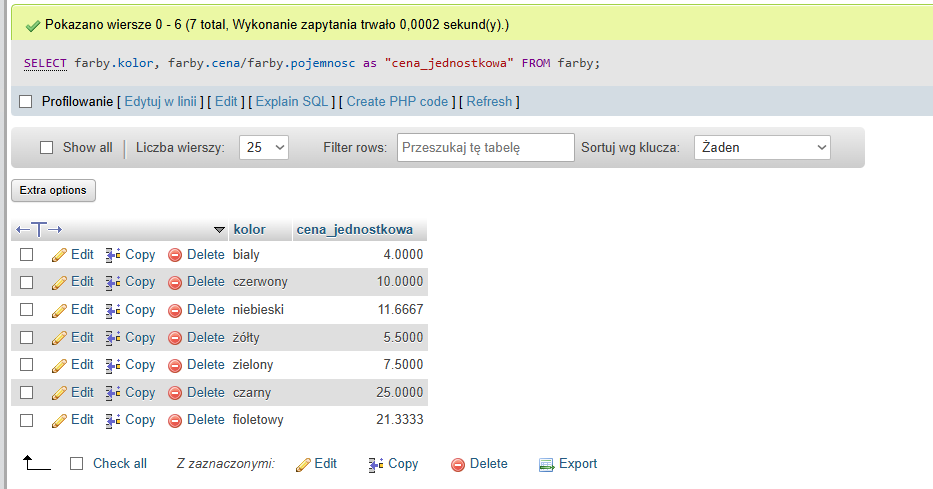 Pokazano wiersze 0 - 6 (7 total, Wykonanie zapytania trwało 0,0002 sekund(y).)
SELECT farby.kolor, farby.cena/farby.pojemnosc as "cena_jednostkowa" FROM farby;
Profilowanie [ Edytuj w linii ] [ Edit ] [ Explain SQL ] [ Create PHP code ] [ Refresh ]
Show all Liczba wierszy: 25 Filter rows: Przeszukaj tę tabelę Sortuj wg klucza: Żaden
Extra options
kolor cena_jednostkowa
Edit Copy Delete bialy 4.0000
Edit Copy Delete czerwony 10.0000
Edit Copy Delete niebieski 11.6667
Edit Copy Delete żółty 5.5000
Edit Copy Delete zielony 7.5000
Edit Copy Delete czarny 25.0000
Edit Copy Delete fioletowy 21.3333
Check all Z zaznaczonymi: Edit Copy Delete Export